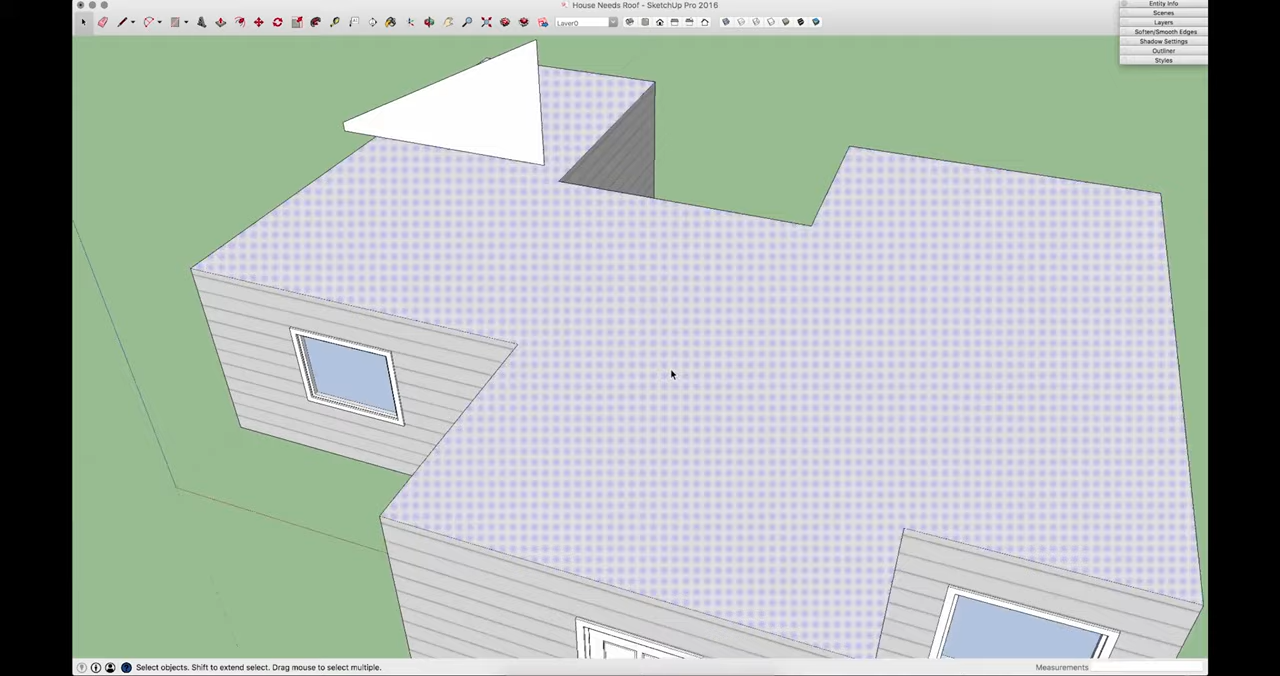 House Needs Roof - SketchUp Pro 2016
Layer0
Entity Info
Scenes
Layers
Soften/Smooth Edges
Shadow Settings
Outliner
Styles
Select objects. Shift to extend select. Drag mouse to select multiple.
Measurements